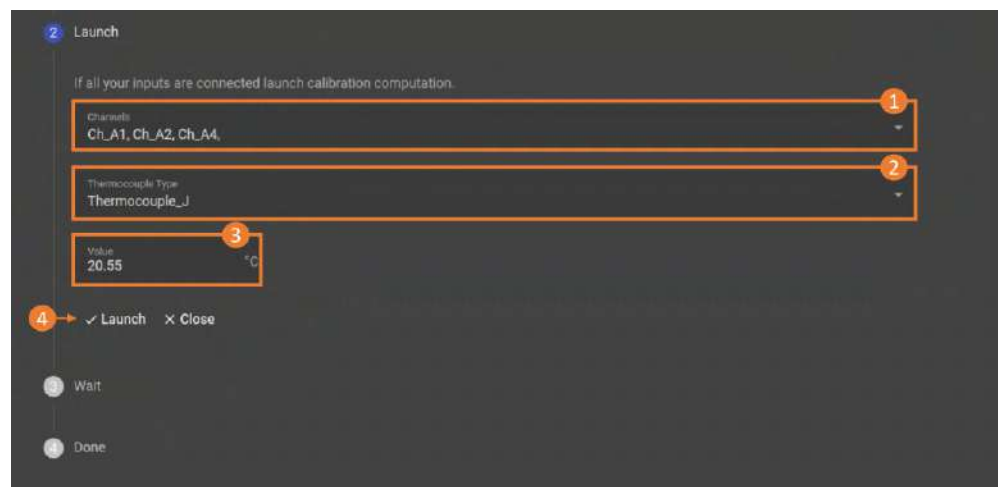 2 Launch
If all your inputs are connected launch calibration computation.
1
Channels
Ch_A1, Ch_A2, Ch_A4,
2
Thermocouple Type
Thermocouple_J
3
Value
20.55 °C
4 ✓ Launch ✕ Close
3 Wait
4 Done